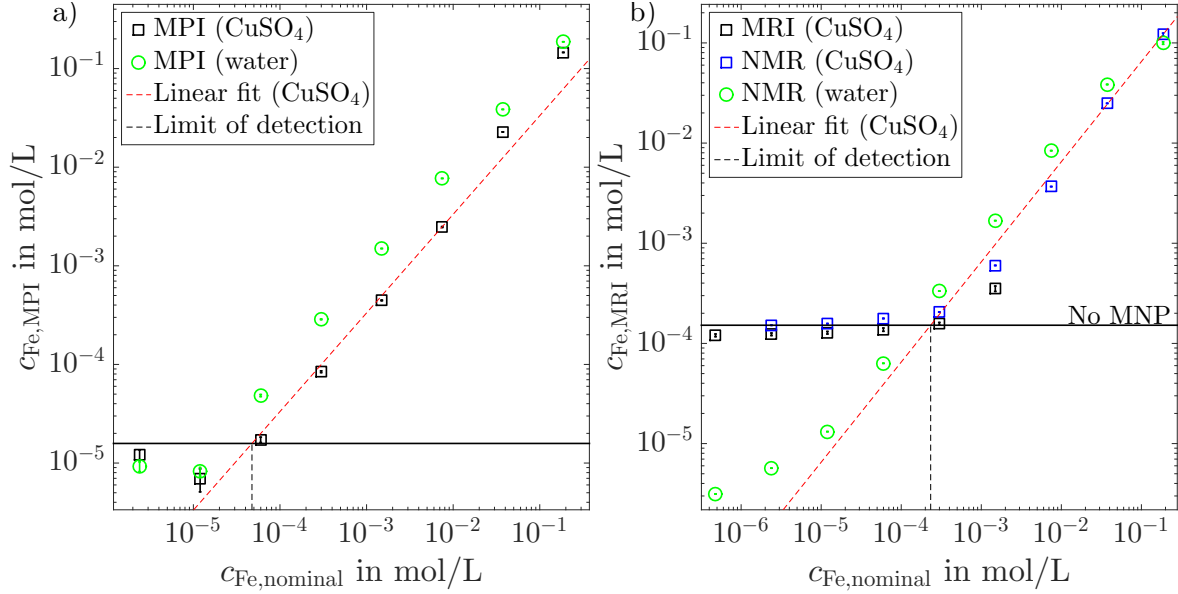 a)
MPI (CuSO₄)
MPI (water)
Linear fit (CuSO₄)
Limit of detection
10⁻¹
10⁻²
10⁻³
10⁻⁴
10⁻⁵
c_Fe,MPI in mol/L
10⁻⁵
10⁻⁴
10⁻³
10⁻²
10⁻¹
c_Fe,nominal in mol/L
b)
MRI (CuSO₄)
NMR (CuSO₄)
NMR (water)
Linear fit (CuSO₄)
Limit of detection
No MNP
10⁻¹
10⁻²
10⁻³
10⁻⁴
10⁻⁵
c_Fe,MRI in mol/L
10⁻⁶
10⁻⁵
10⁻⁴
10⁻³
10⁻²
10⁻¹
c_Fe,nominal in mol/L